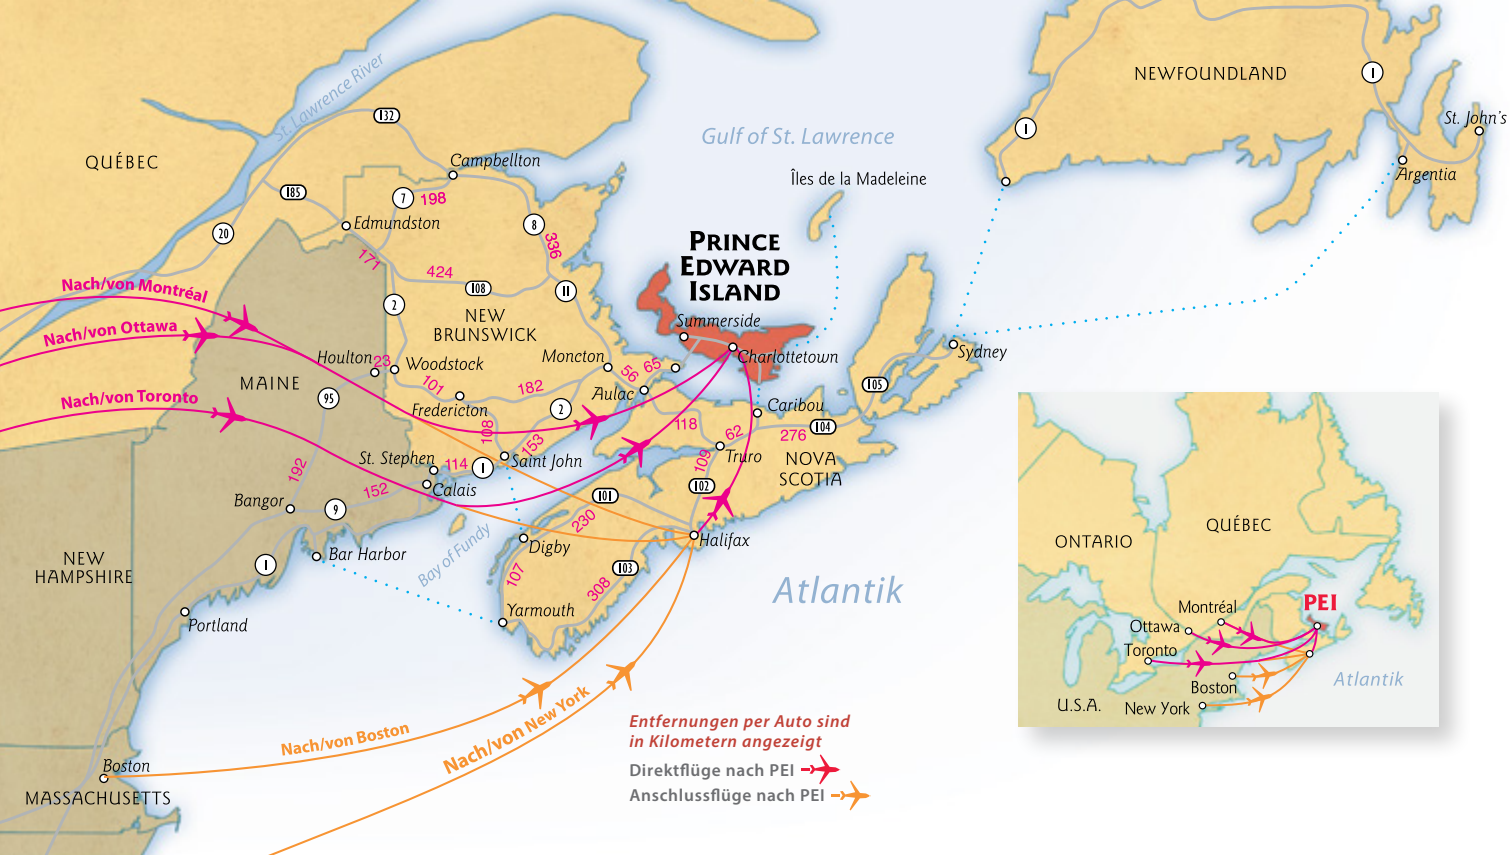 St. Lawrence River
132
QUÉBEC
Campbellton
185
7
198
20
Edmundston
8
336
171
424
108
11
2
NEW
BRUNSWICK
Gulf of St. Lawrence
Îles de la Madeleine
NEWFOUNDLAND
1
1
St. John's
Argentia
PRINCE
EDWARD
ISLAND
Summerside
Charlottetown
Nach/von Montréal
Nach/von Ottawa
Nach/von Toronto
Houlton
23
Woodstock
MAINE
95
101
Fredericton
182
Moncton
56
65
Aulac
2
108
153
118
62
Caribou
276
104
105
Sydney
St. Stephen
114
1
Saint John
Calais
109
Truro
NOVA
SCOTIA
192
152
Bangor
9
102
101
230
Halifax
Digby
Bay of Fundy
107
103
308
Yarmouth
Bar Harbor
1
NEW
HAMPSHIRE
Portland
Atlantik
Nach/von Boston
Nach/von New York
Boston
MASSACHUSETTS
Entfernungen per Auto sind
in Kilometern angezeigt
Direktflüge nach PEI
Anschlussflüge nach PEI
ONTARIO
QUÉBEC
PEI
Montréal
Ottawa
Toronto
Boston
New York
U.S.A.
Atlantik